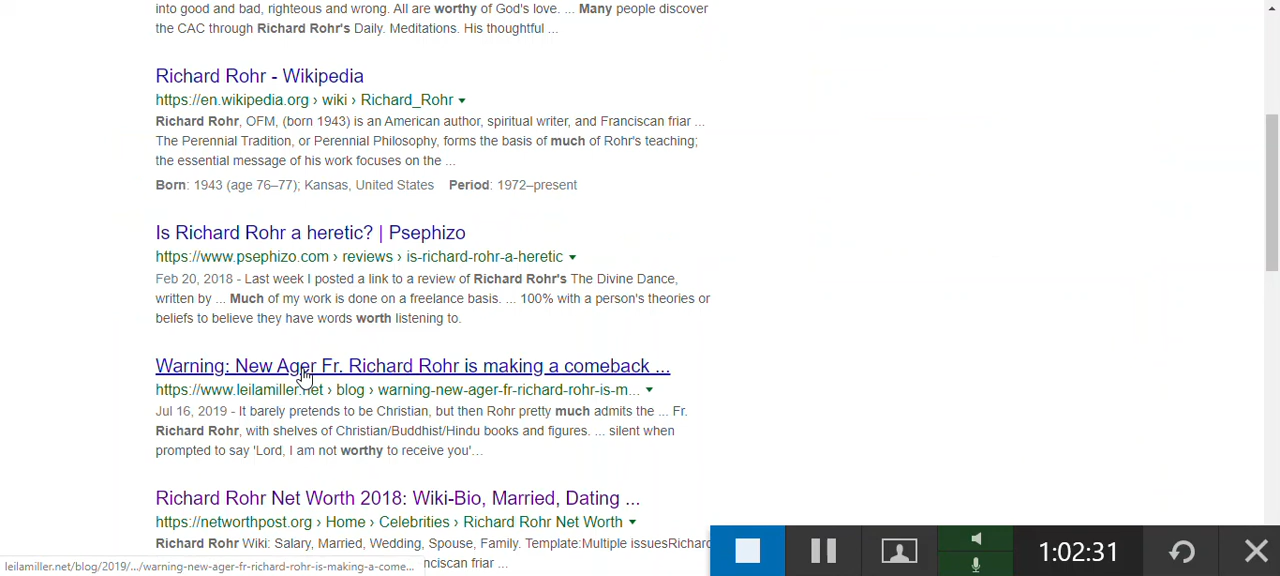 into good and bad, righteous and wrong. All are worthy of God's love. ... Many people discover
the CAC through Richard Rohr's Daily. Meditations. His thoughtful ...
Richard Rohr - Wikipedia
https://en.wikipedia.org › wiki › Richard_Rohr
Richard Rohr, OFM, (born 1943) is an American author, spiritual writer, and Franciscan friar ...
The Perennial Tradition, or Perennial Philosophy, forms the basis of much of Rohr's teaching;
the essential message of his work focuses on the ...
Born: 1943 (age 76–77); Kansas, United States Period: 1972–present
Is Richard Rohr a heretic? | Psephizo
https://www.psephizo.com › reviews › is-richard-rohr-a-heretic
Feb 20, 2018 - Last week I posted a link to a review of Richard Rohr's The Divine Dance,
written by ... Much of my work is done on a freelance basis. ... 100% with a person's theories or
beliefs to believe they have words worth listening to.
Warning: New Ager Fr. Richard Rohr is making a comeback ...
https://www.leilamiller.net › blog › warning-new-ager-fr-richard-rohr-is-m...
Jul 16, 2019 - It barely pretends to be Christian, but then Rohr pretty much admits the ... Fr.
Richard Rohr, with shelves of Christian/Buddhist/Hindu books and figures. ... silent when
prompted to say 'Lord, I am not worthy to receive you'...
Richard Rohr Net Worth 2018: Wiki-Bio, Married, Dating ...
https://networthpost.org › Home › Celebrities › Richard Rohr Net Worth
Richard Rohr Wiki: Salary, Married, Wedding, Spouse, Family. Template:Multiple issuesRichard
nciscan friar ...
leilamiller.net/blog/2019/.../warning-new-ager-fr-richard-rohr-is-making-a-come...
1:02:31